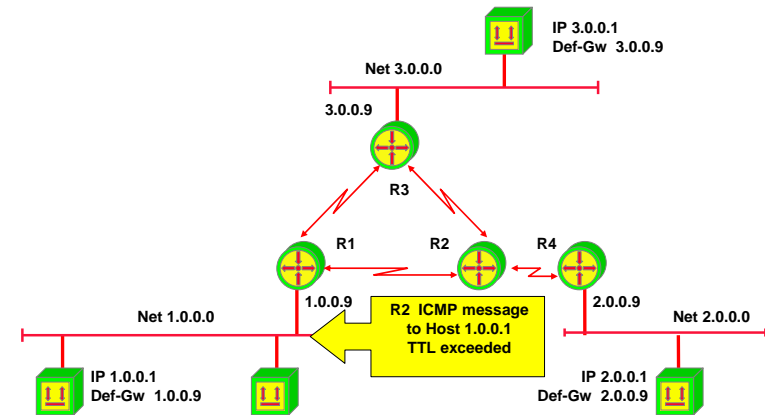 IP 3.0.0.1
Def-Gw 3.0.0.9
Net 3.0.0.0
3.0.0.9
R3
R1
R2
R4
1.0.0.9
2.0.0.9
Net 1.0.0.0
R2 ICMP message
to Host 1.0.0.1
TTL exceeded
Net 2.0.0.0
IP 1.0.0.1
Def-Gw 1.0.0.9
IP 2.0.0.1
Def-Gw 2.0.0.9